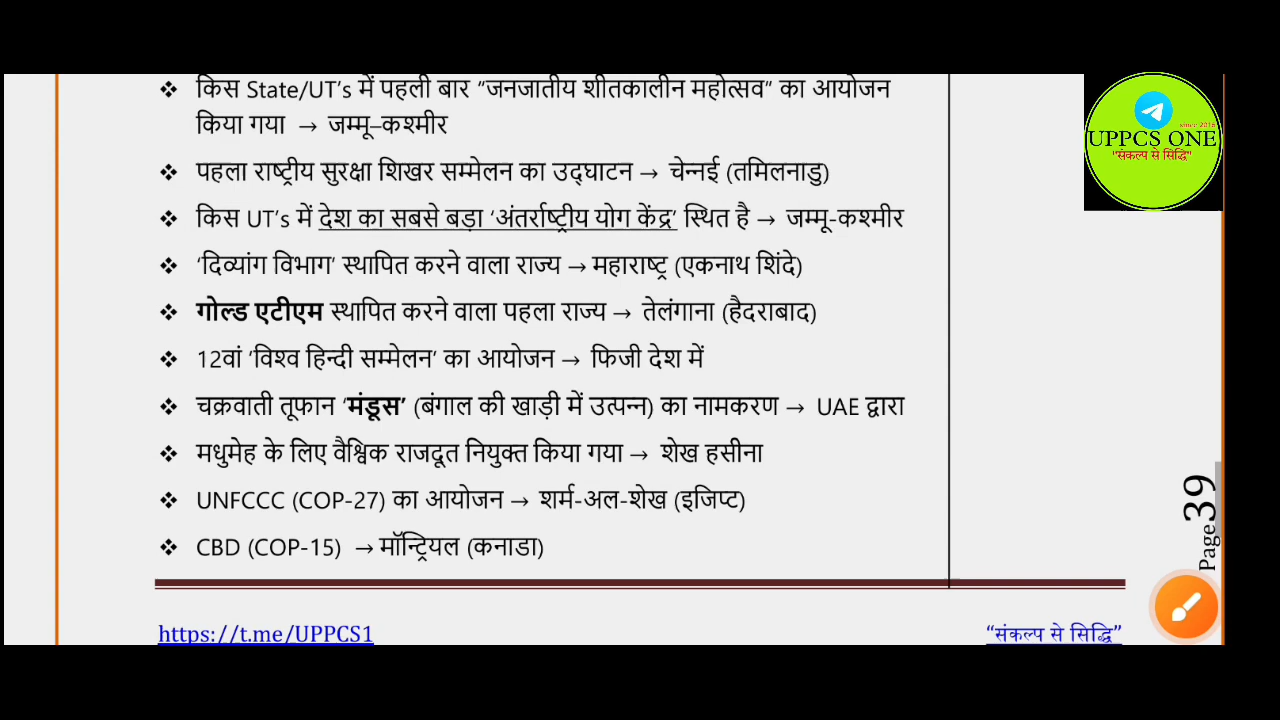 ❖ किस State/UT’s में पहली बार “जनजातीय शीतकालीन महोत्सव“ का आयोजन
किया गया → जम्मू–कश्मीर
❖ पहला राष्ट्रीय सुरक्षा शिखर सम्मेलन का उद्घाटन → चेन्नई (तमिलनाडु)
❖ किस UT’s में देश का सबसे बड़ा ‘अंतर्राष्ट्रीय योग केंद्र’ स्थित है → जम्मू-कश्मीर
❖ ‘दिव्यांग विभाग’ स्थापित करने वाला राज्य → महाराष्ट्र (एकनाथ शिंदे)
❖ गोल्ड एटीएम स्थापित करने वाला पहला राज्य → तेलंगाना (हैदराबाद)
❖ 12वां ‘विश्व हिन्दी सम्मेलन’ का आयोजन → फिजी देश में
❖ चक्रवाती तूफान ‘मंडूस’ (बंगाल की खाड़ी में उत्पन्न) का नामकरण → UAE द्वारा
❖ मधुमेह के लिए वैश्विक राजदूत नियुक्त किया गया → शेख हसीना
❖ UNFCCC (COP-27) का आयोजन → शर्म-अल-शेख (इजिप्ट)
❖ CBD (COP-15) → मॉन्ट्रियल (कनाडा)
https://t.me/UPPCS1
“संकल्प से सिद्धि”
Page39
since 2016
UPPCS ONE
"संकल्प से सिद्धि"